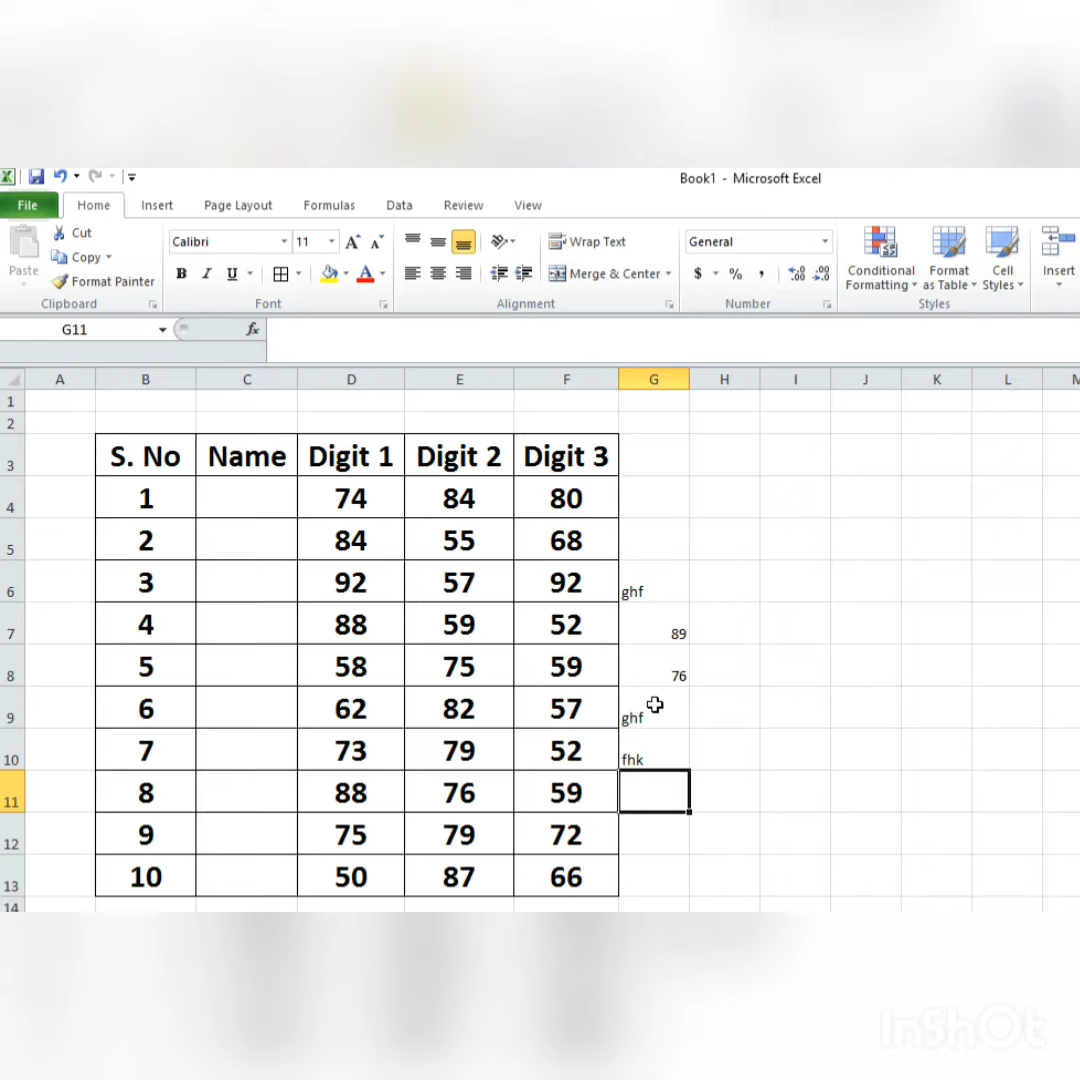 Book1 - Microsoft Excel
File Home Insert Page Layout Formulas Data Review View
Paste Cut Copy Format Painter
Calibri 11 A A
B I U A
Wrap Text
Merge & Center
General
$ % , .00 .00
Conditional Formatting Format as Table Cell Styles Insert
Clipboard Font Alignment Number Styles
G11 fx
A B C D E F G H I J K L M
1
2
3 S. No Name Digit 1 Digit 2 Digit 3
4 1 74 84 80
5 2 84 55 68
6 3 92 57 92 ghf
7 4 88 59 52 89
8 5 58 75 59 76
9 6 62 82 57 ghf
10 7 73 79 52 fhk
11 8 88 76 59
12 9 75 79 72
13 10 50 87 66
14
InShOt